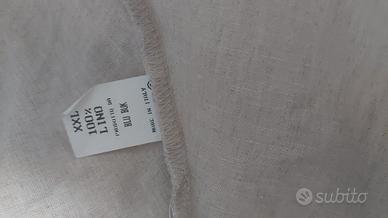 XXL
100%
LINO
PRODOTTO DA
BLU BUK
MADE IN ITALY
subito